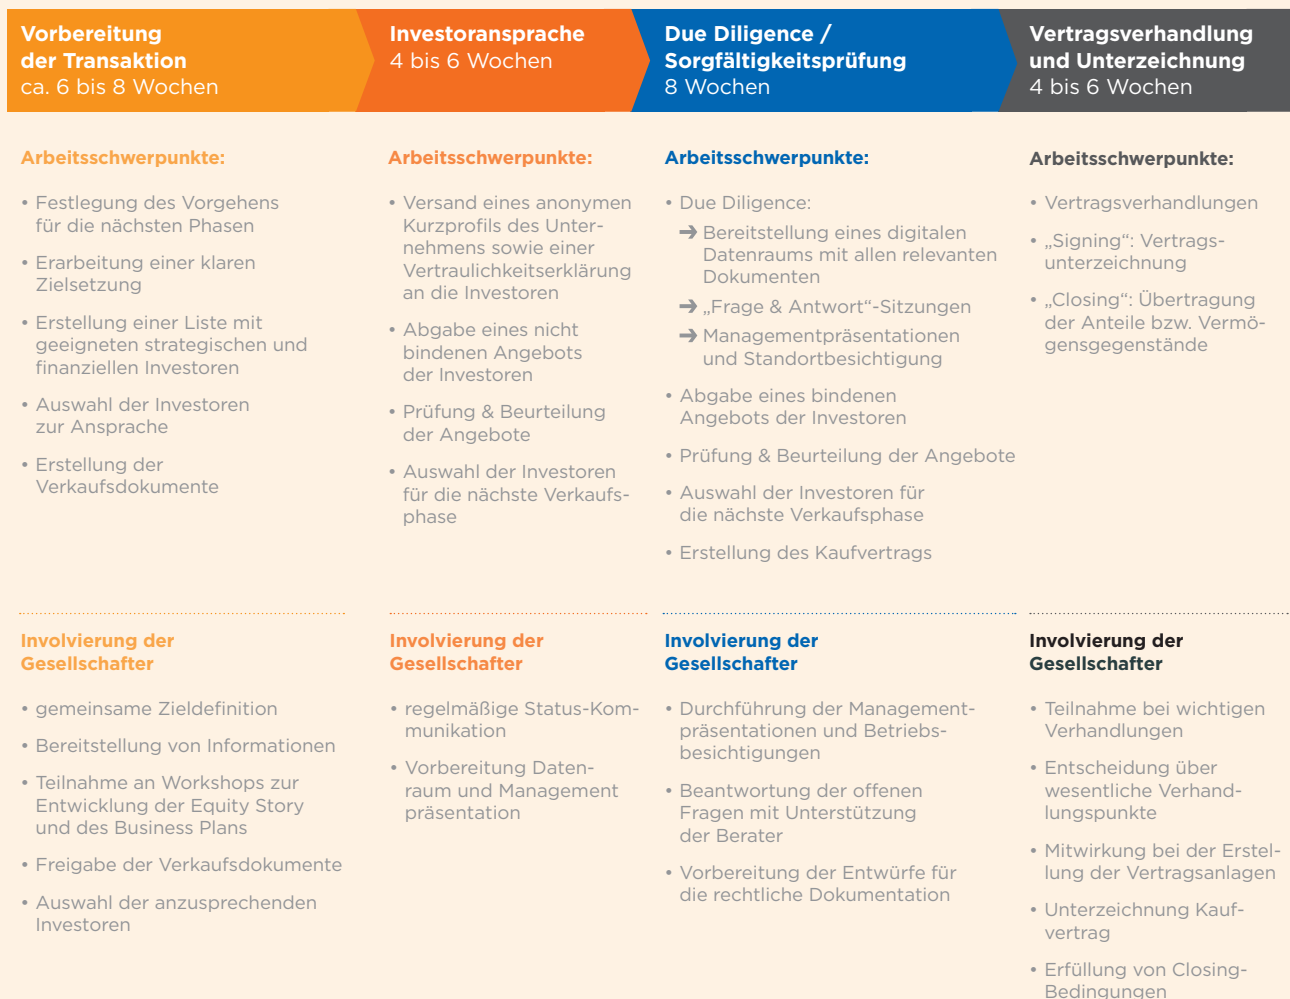 Vorbereitung
der Transaktion
ca. 6 bis 8 Wochen
Investoransprache
4 bis 6 Wochen
Due Diligence /
Sorgfältigkeitsprüfung
8 Wochen
Vertragsverhandlung
und Unterzeichnung
4 bis 6 Wochen
Arbeitsschwerpunkte:
• Festlegung des Vorgehens
für die nächsten Phasen
• Erarbeitung einer klaren
Zielsetzung
• Erstellung einer Liste mit
geeigneten strategischen und
finanziellen Investoren
• Auswahl der Investoren
zur Ansprache
• Erstellung der
Verkaufsdokumente
Arbeitsschwerpunkte:
• Versand eines anonymen
Kurzprofils des Unter-
nehmens sowie einer
Vertraulichkeitserklärung
an die Investoren
• Abgabe eines nicht
bindenen Angebots
der Investoren
• Prüfung & Beurteilung
der Angebote
• Auswahl der Investoren
für die nächste Verkaufs-
phase
Arbeitsschwerpunkte:
• Due Diligence:
➔ Bereitstellung eines digitalen
Datenraums mit allen relevanten
Dokumenten
➔ „Frage & Antwort“-Sitzungen
➔ Managementpräsentationen
und Standortbesichtigung
• Abgabe eines bindenen
Angebots der Investoren
• Prüfung & Beurteilung der Angebote
• Auswahl der Investoren für
die nächste Verkaufsphase
• Erstellung des Kaufvertrags
Arbeitsschwerpunkte:
• Vertragsverhandlungen
• „Signing“: Vertrags-
unterzeichnung
• „Closing“: Übertragung
der Anteile bzw. Vermö-
gensgegenstände
Involvierung der
Gesellschafter
• gemeinsame Zieldefinition
• Bereitstellung von Informationen
• Teilnahme an Workshops zur
Entwicklung der Equity Story
und des Business Plans
• Freigabe der Verkaufsdokumente
• Auswahl der anzusprechenden
Investoren
Involvierung der
Gesellschafter
• regelmäßige Status-Kom-
munikation
• Vorbereitung Daten-
raum und Management
präsentation
Involvierung der
Gesellschafter
• Durchführung der Management-
präsentationen und Betriebs-
besichtigungen
• Beantwortung der offenen
Fragen mit Unterstützung
der Berater
• Vorbereitung der Entwürfe für
die rechtliche Dokumentation
Involvierung der
Gesellschafter
• Teilnahme bei wichtigen
Verhandlungen
• Entscheidung über
wesentliche Verhand-
lungspunkte
• Mitwirkung bei der Erstel-
lung der Vertragsanlagen
• Unterzeichnung Kauf-
vertrag
• Erfüllung von Closing-
Bedingungen